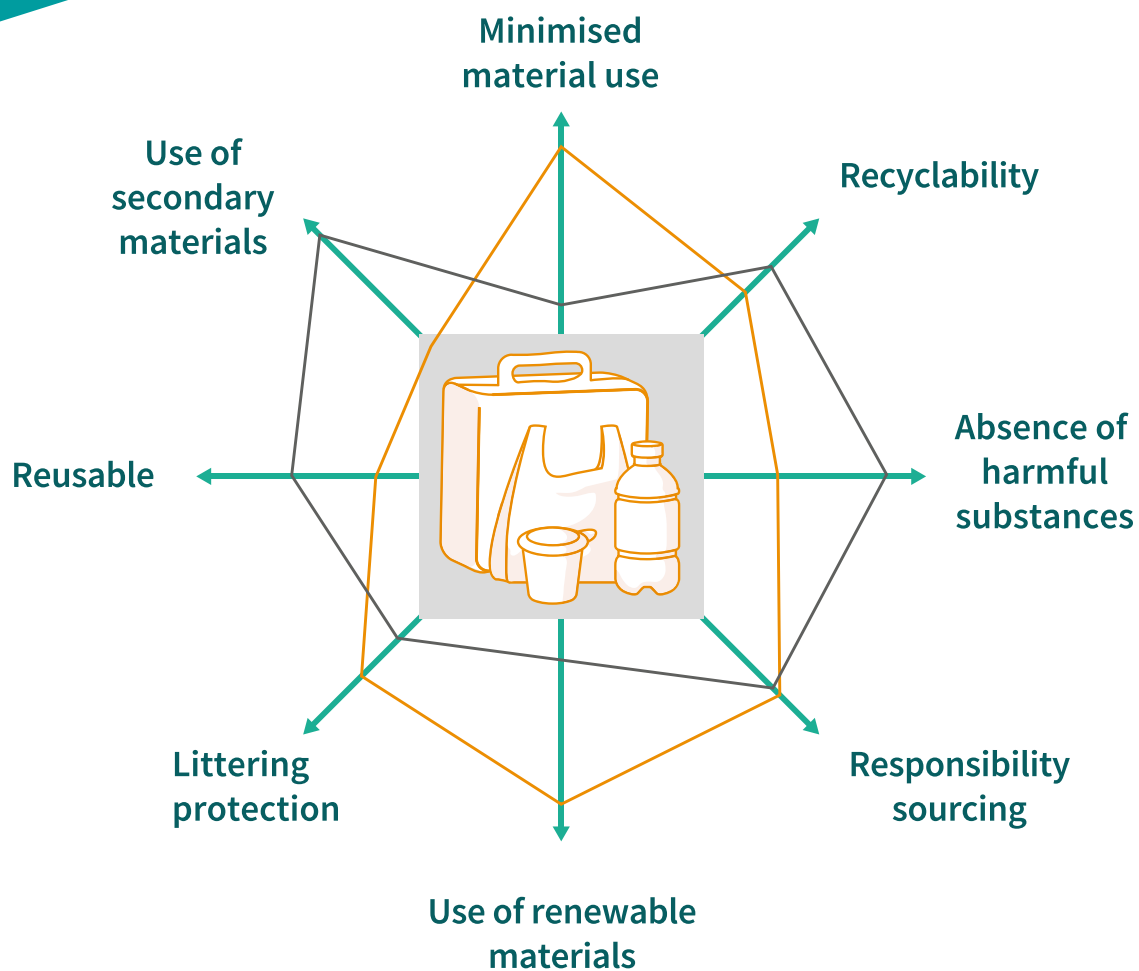 Minimised
material use
Use of
secondary
materials
Recyclability
Reusable
Absence of
harmful
substances
Littering
protection
Responsibility
sourcing
Use of renewable
materials